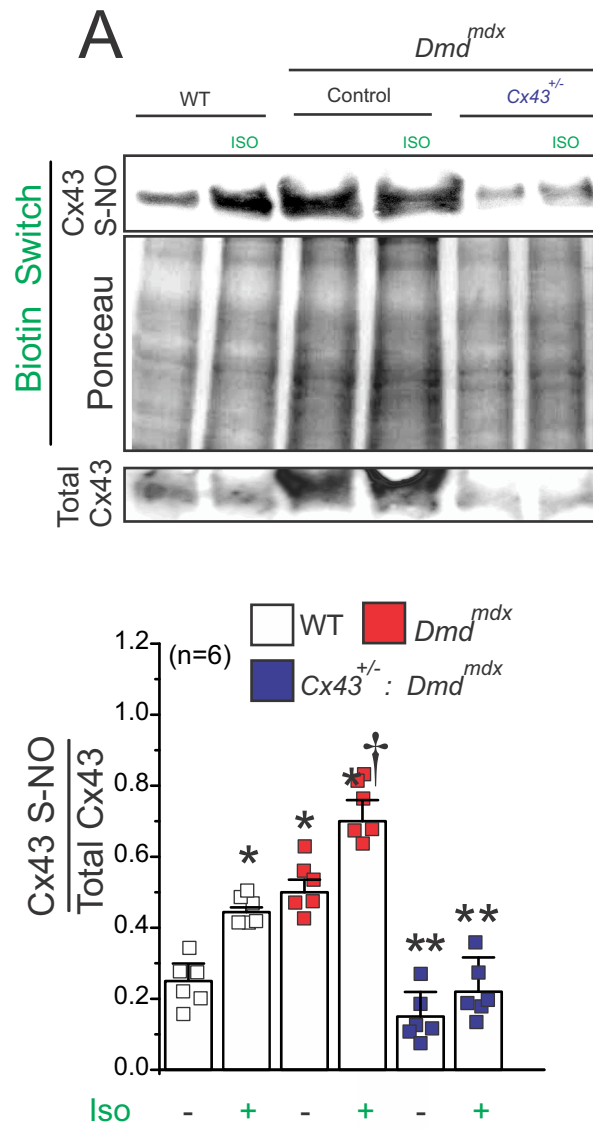 A
Dmd^mdx
WT Control Cx43^+/-
ISO ISO ISO
Biotin Switch
Cx43 S-NO
Ponceau
Total Cx43
WT Dmd^mdx
Cx43^+/- : Dmd^mdx
(n=6)
Cx43 S-NO
Total Cx43
1.2
1.0
0.8
0.6
0.4
0.2
0.0
* * * † ** **
Iso - + - + - +